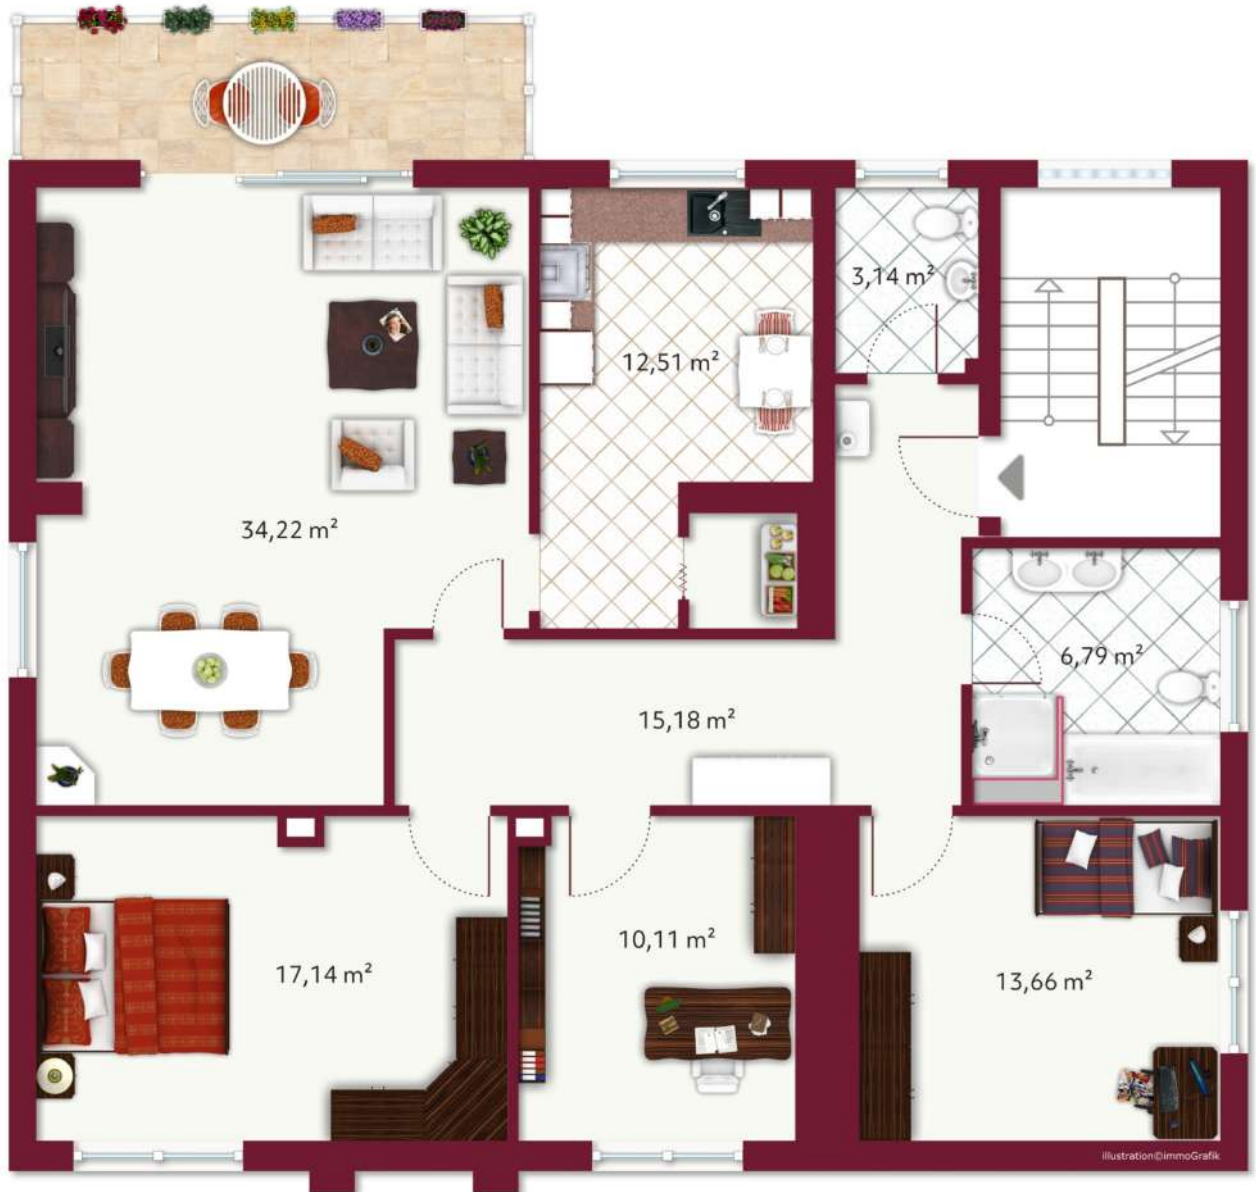 3,14 m²
12,51 m²
34,22 m²
6,79 m²
15,18 m²
10,11 m²
17,14 m²
13,66 m²
illustration©immoGrafik